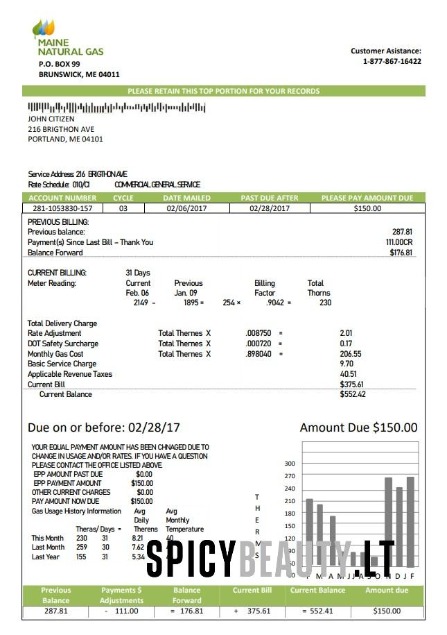 MAINE
NATURAL GAS
P.O. BOX 99
BRUNSWICK, ME 04011
Customer Asistance:
1-877-867-16422
PLEASE RETAIN THIS TOP PORTION FOR YOUR RECORDS
JOHN CITIZEN
216 BRIGTHON AVE
PORTLAND, ME 04101
Service Address: 216 BRIGTHON AVE
Rate Schedule: 010/C1 COMMERCIAL GENERAL SERVICE
ACCOUNT NUMBER CYCLE DATE MAILED PAST DUE AFTER PLEASE PAY AMOUNT DUE
281-1053830-157 03 02/06/2017 02/28/2017 $150.00
PREVIOUS BILLING:
Previous balance: 287.81
Payment(s) Since Last Bill – Thank You 111.00CR
Balance Forward $176.81
CURRENT BILLING: 31 Days
Meter Reading: Current Previous Billing Total
Feb. 06 Jan. 09 Factor Thorns
2149 - 1895 = 254 × .9042 = 230
Total Delivery Charge
Rate Adjustment Total Thernes X .008750 = 2.01
DOT Safety Surcharge Total Thernes X .000720 = 0.17
Monthly Gas Cost Total Thernes X .898040 = 206.55
Basic Service Charge 9.70
Applicable Revenue Taxes 40.51
Current Bill $375.61
Current Balance $552.42
Due on or before: 02/28/17 Amount Due $150.00
YOUR EQUAL PAYMENT AMOUNT HAS BEEN CHNAGED DUE TO
CHANGE IN USAGE AND/OR RATES. IF YOU HAVE A QUESTION
PLEASE CONTACT THE OFFICE LISTED ABOVE.
EPP AMOUNT PAST DUE $0.00
EPP PAYMENT AMOUNT $150.00
OTHER CURRENT CHARGES $0.00
PAY AMOUNT NOW DUE $150.00
Gas Usage History Information Avg Avg
Daily Monthly
Theras/ Days = Thernes Temperature
This Month 230 31 8.21 40
Last Month 259 30 7.62
Last Year 155 31 5.34
T
H
E
R
M
S
300
270
240
210
180
150
120
90
60
30
0
F M A M J J A S O N D J F
SPICYBEAUTY.LT
Previous Balance Payments $ Adjustments Balance Forward Current Bill Current Balance Amount Due
287.81 - 111.00 = 176.81 + 375.61 = 552.41 $150.00